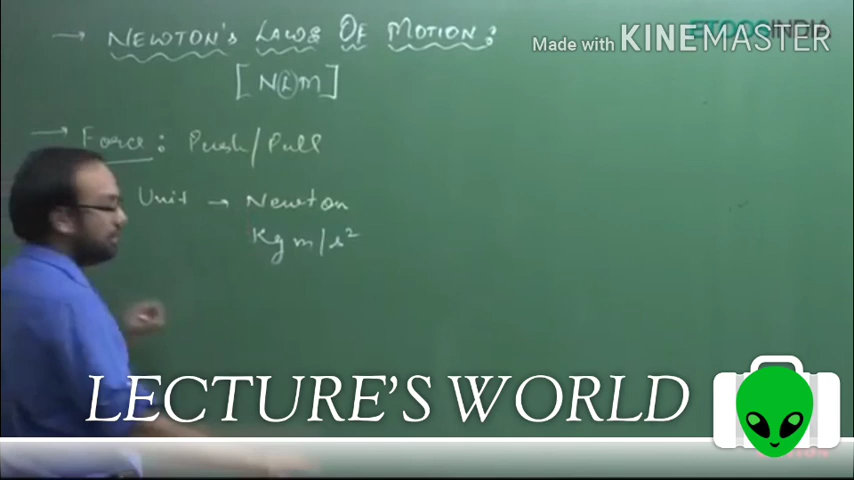 → NEWTON's LAWS OF MOTION:
Made with KINEMASTER
[NLM]
→ Force: Push/Pull
Unit → Newton
Kg m/s²
LECTURE'S WORLD